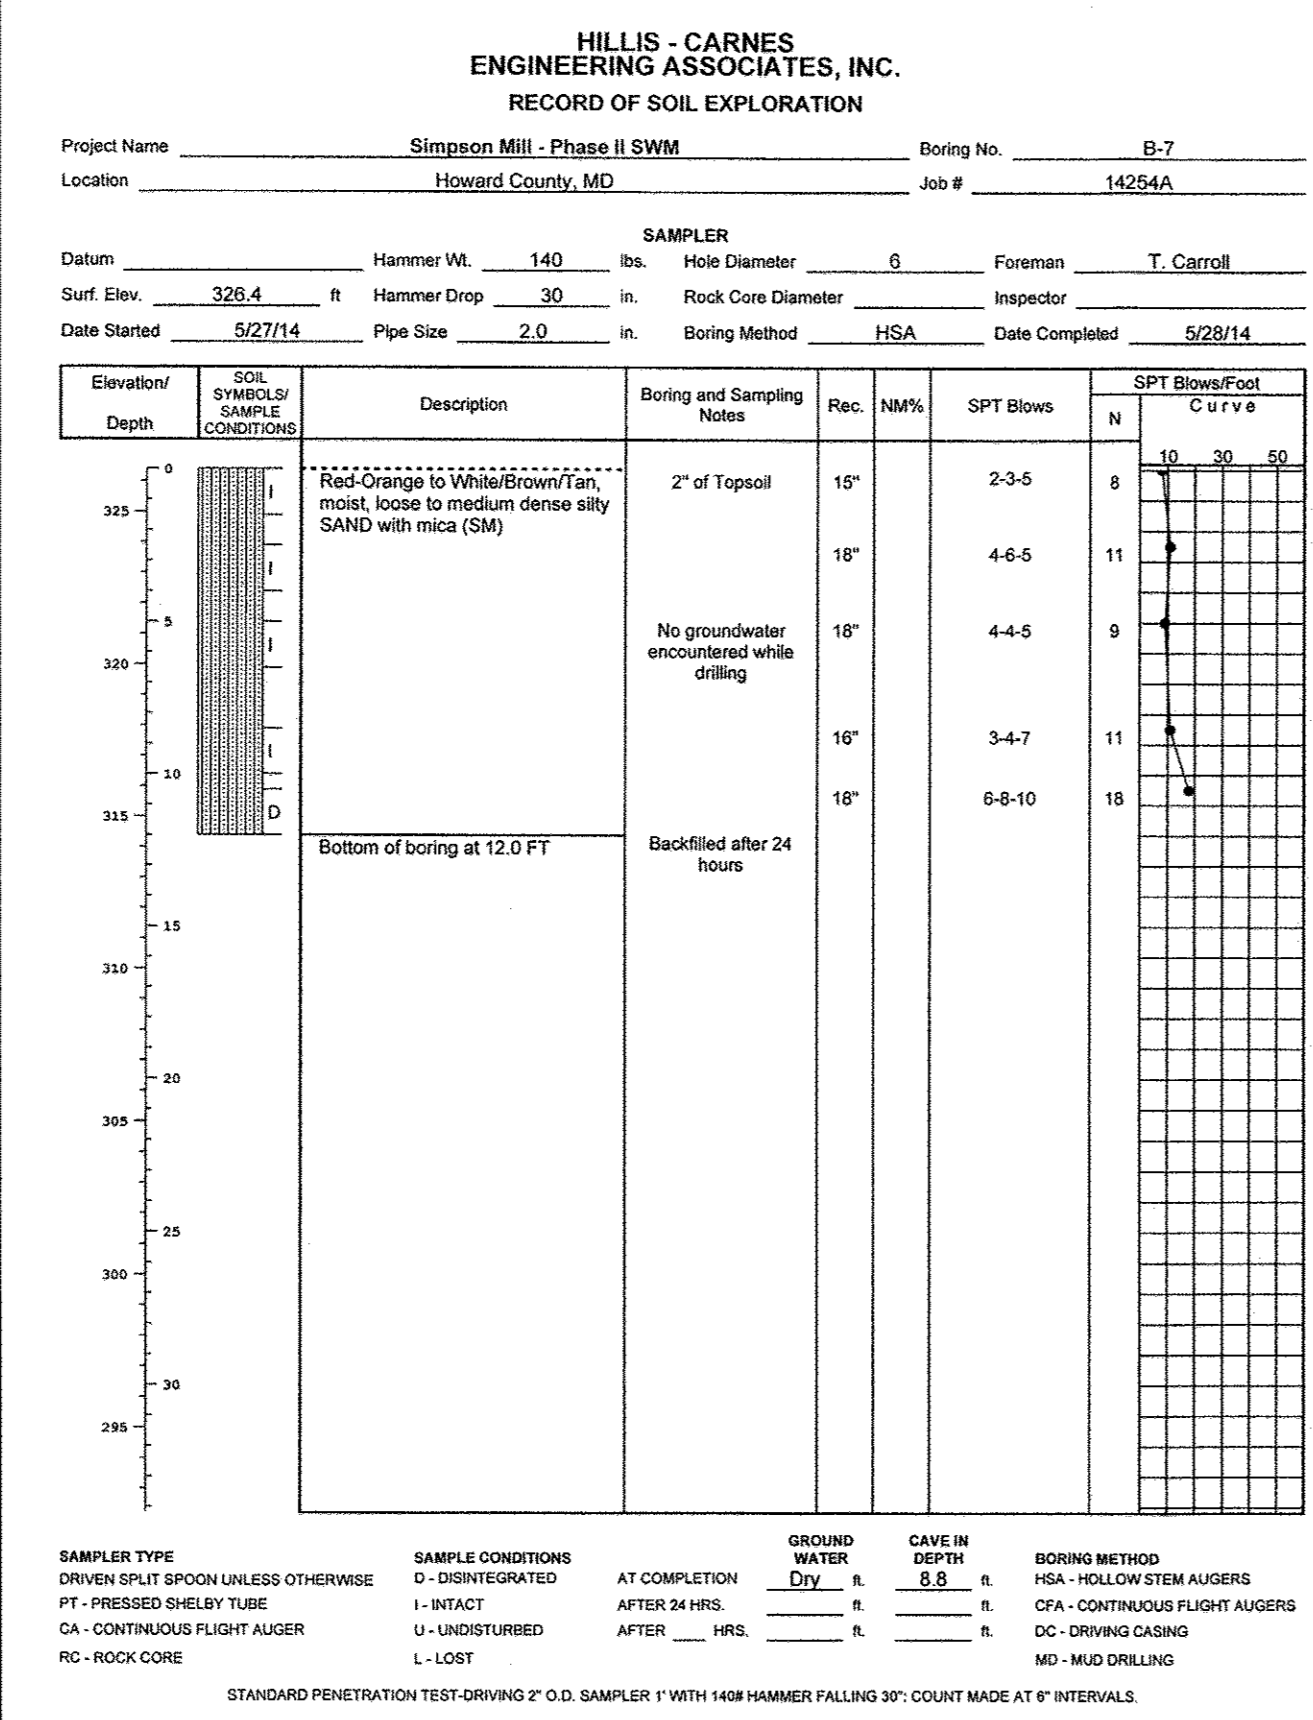 HILLIS - CARNES
ENGINEERING ASSOCIATES, INC.
RECORD OF SOIL EXPLORATION
Project Name Simpson Mill - Phase II SWM Boring No. B-7
Location Howard County, MD Job # 14254A
SAMPLER
Datum Hammer Wt. 140 lbs. Hole Diameter 6 Foreman T. Carroll
Surf. Elev. 326.4 ft Hammer Drop 30 in. Rock Core Diameter Inspector
Date Started 5/27/14 Pipe Size 2.0 in. Boring Method HSA Date Completed 5/28/14
Elevation/
Depth
SOIL
SYMBOLS/
SAMPLE
CONDITIONS
Description
Boring and Sampling
Notes
Rec.
NM%
SPT Blows
SPT Blows/Foot
N
Curve
10 30 50
0
Red-Orange to White/Brown/Tan,
moist, loose to medium dense silty
SAND with mica (SM)
2" of Topsoil
15" 2-3-5 8
I
325
18" 4-6-5 11
I
5
No groundwater
encountered while
drilling
18" 4-4-5 9
I
320
16" 3-4-7 11
I
10
18" 6-8-10 18
D
315
Bottom of boring at 12.0 FT
Backfilled after 24
hours
15
310
20
305
25
300
30
295
SAMPLER TYPE
DRIVEN SPLIT SPOON UNLESS OTHERWISE
PT - PRESSED SHELBY TUBE
CA - CONTINUOUS FLIGHT AUGER
RC - ROCK CORE
SAMPLE CONDITIONS
D - DISINTEGRATED
I - INTACT
U - UNDISTURBED
L - LOST
GROUND
WATER
CAVE IN
DEPTH
AT COMPLETION Dry ft. 8.8 ft.
AFTER 24 HRS. ft. ft.
AFTER HRS. ft. ft.
BORING METHOD
HSA - HOLLOW STEM AUGERS
CFA - CONTINUOUS FLIGHT AUGERS
DC - DRIVING CASING
MD - MUD DRILLING
STANDARD PENETRATION TEST-DRIVING 2" O.D. SAMPLER 1' WITH 140# HAMMER FALLING 30": COUNT MADE AT 6" INTERVALS.